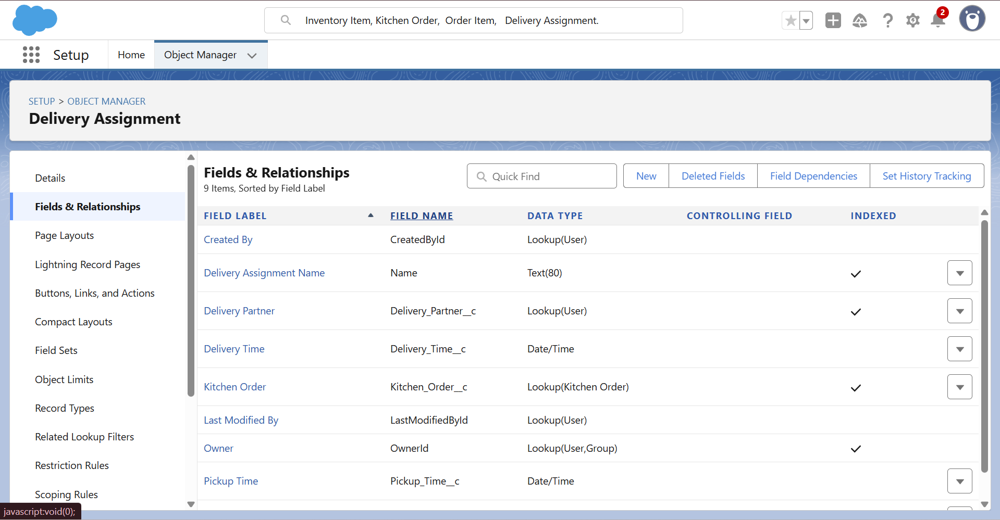 Inventory Item, Kitchen Order,  Order Item,   Delivery Assignment.
2
Setup
Home
Object Manager
SETUP > OBJECT MANAGER
Delivery Assignment
Details
Fields & Relationships
Page Layouts
Lightning Record Pages
Buttons, Links, and Actions
Compact Layouts
Field Sets
Object Limits
Record Types
Related Lookup Filters
Restriction Rules
Scoping Rules
Fields & Relationships
9 Items, Sorted by Field Label
Quick Find
New
Deleted Fields
Field Dependencies
Set History Tracking
FIELD LABEL FIELD NAME DATA TYPE CONTROLLING FIELD INDEXED
Created By CreatedById Lookup(User)
Delivery Assignment Name Name Text(80)
Delivery Partner Delivery_Partner__c Lookup(User)
Delivery Time Delivery_Time__c Date/Time
Kitchen Order Kitchen_Order__c Lookup(Kitchen Order)
Last Modified By LastModifiedById Lookup(User)
Owner OwnerId Lookup(User,Group)
Pickup Time Pickup_Time__c Date/Time
javascript:void(0);